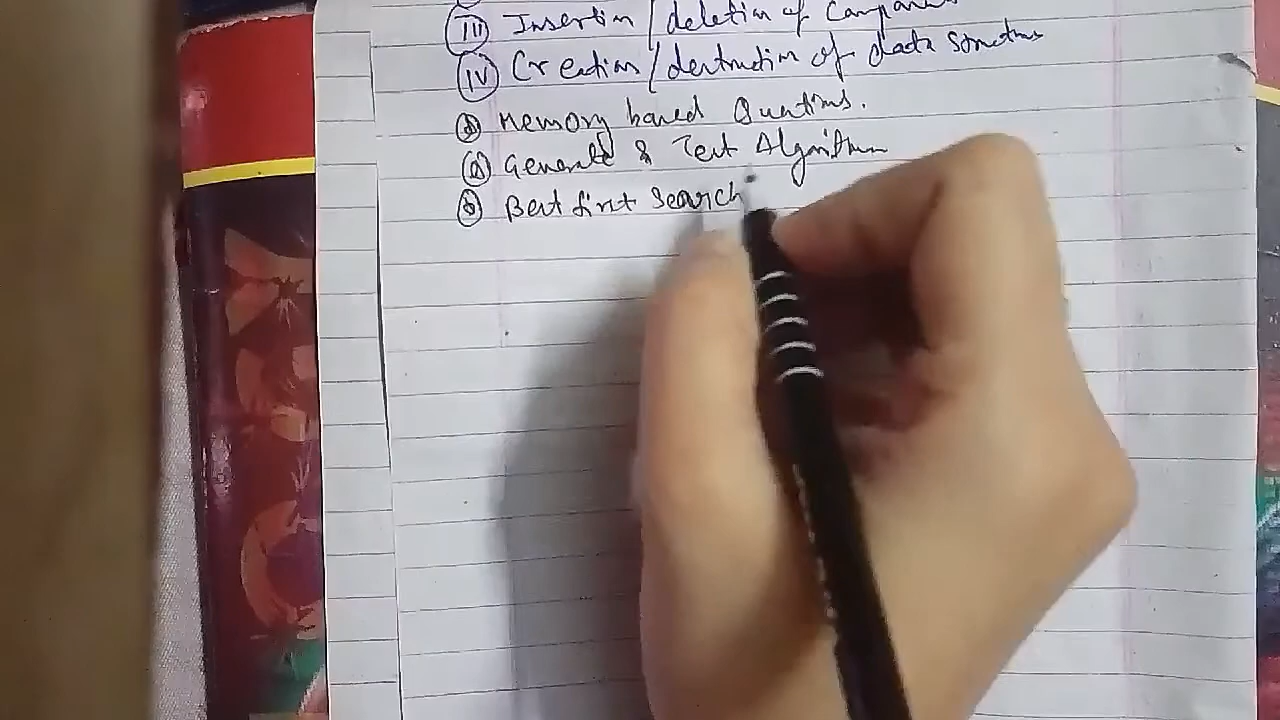 III Insertion / deletion of Compone
IV Creation / destruction of data structures
Memory based Questions.
a Generate & Test Algorithm
b Best first Search